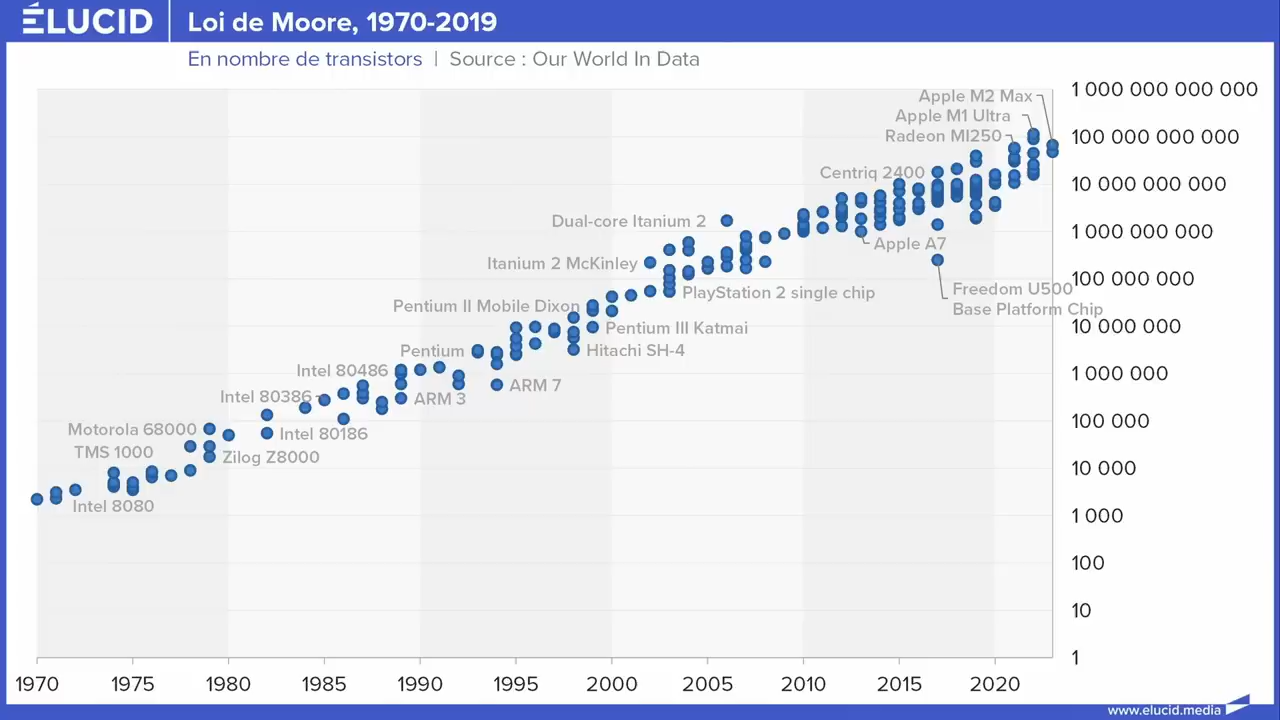 ÉLUCID
Loi de Moore, 1970-2019
En nombre de transistors | Source : Our World In Data
Apple M2 Max
1 000 000 000 000
Apple M1 Ultra
Radeon MI250
100 000 000 000
Centriq 2400
10 000 000 000
Dual-core Itanium 2
1 000 000 000
Apple A7
Itanium 2 McKinley
100 000 000
PlayStation 2 single chip
Freedom U500
Base Platform Chip
Pentium II Mobile Dixon
10 000 000
Pentium III Katmai
Pentium
Hitachi SH-4
Intel 80486
1 000 000
ARM 7
Intel 80386
ARM 3
100 000
Motorola 68000
Intel 80186
TMS 1000
Zilog Z8000
10 000
Intel 8080
1 000
100
10
1
1970 1975 1980 1985 1990 1995 2000 2005 2010 2015 2020
www.elucid.media